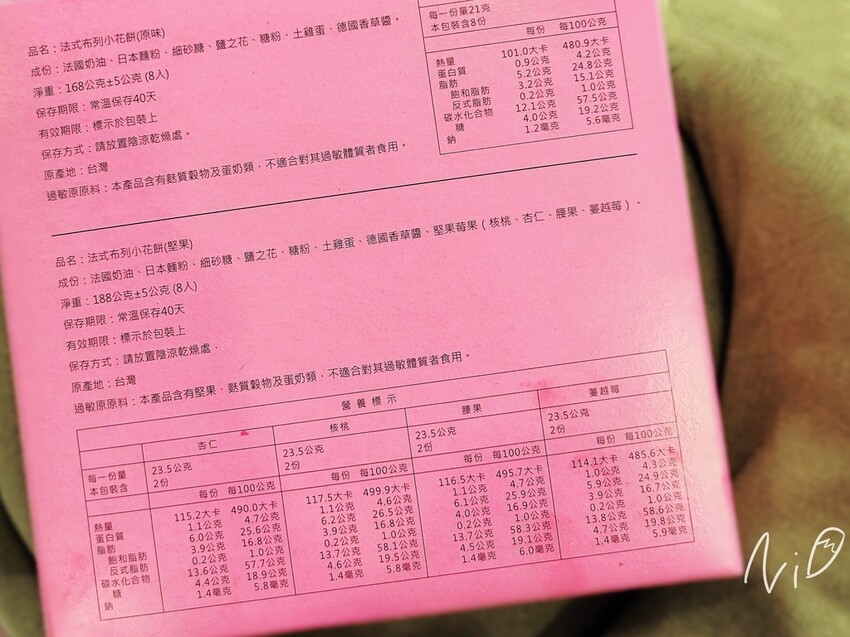 品名：法式布列小花餅(原味)
成份：法國奶油、日本麵粉、細砂糖、鹽之花、糖粉、土雞蛋、德國香草醬。
淨重：168公克±5公克 (8入)
保存期限：常溫保存40天
有效期限：標示於包裝上
保存方式：請放置陰涼乾燥處。
原產地：台灣
過敏原原料：本產品含有麩質穀物及蛋奶類，不適合對其過敏體質者食用。
每一份量21克
本包裝含8份
每份 每100公克
熱量 101.0大卡 480.9大卡
蛋白質 0.9公克 4.2公克
脂肪 5.2公克 24.8公克
飽和脂肪 3.2公克 15.1公克
反式脂肪 0.2公克 1.0公克
碳水化合物 12.1公克 57.5公克
糖 4.0公克 19.2公克
鈉 1.2毫克 5.6毫克
品名：法式布列小花餅(堅果)
成份：法國奶油、日本麵粉、細砂糖、鹽之花、糖粉、土雞蛋、德國香草醬、堅果莓果（核桃、杏仁、腰果、蔓越莓）。
淨重：188公克±5公克 (8入)
保存期限：常溫保存40天
有效期限：標示於包裝上
保存方式：請放置陰涼乾燥處．
原產地：台灣
過敏原原料：本產品含有堅果、麩質穀物及蛋奶類，不適合對其過敏體質者食用。
營養標示
杏仁 核桃 腰果 蔓越莓
每一份量 23.5公克 23.5公克 23.5公克 23.5公克
本包裝含 2份 2份 2份 2份
每份 每100公克 每份 每100公克 每份 每100公克 每份 每100公克
熱量 115.2大卡 490.0大卡 117.5大卡 499.9大卡 116.5大卡 495.7大卡 114.1大卡 485.6大卡
蛋白質 1.1公克 4.7公克 1.1公克 4.6公克 1.1公克 4.7公克 1.0公克 4.3公克
脂肪 6.0公克 25.6公克 6.2公克 26.5公克 6.1公克 25.9公克 5.9公克 24.9公克
飽和脂肪 3.9公克 16.8公克 3.9公克 16.8公克 4.0公克 16.9公克 3.9公克 16.7公克
反式脂肪 0.2公克 1.0公克 0.2公克 1.0公克 0.2公克 1.0公克 0.2公克 1.0公克
碳水化合物 13.6公克 57.7公克 13.7公克 58.1公克 13.7公克 58.3公克 13.8公克 58.6公克
糖 4.4公克 18.9公克 4.6公克 19.5公克 4.5公克 19.1公克 4.7公克 19.8公克
鈉 1.4毫克 5.8毫克 1.4毫克 5.8毫克 1.4毫克 6.0毫克 1.4毫克 5.9毫克